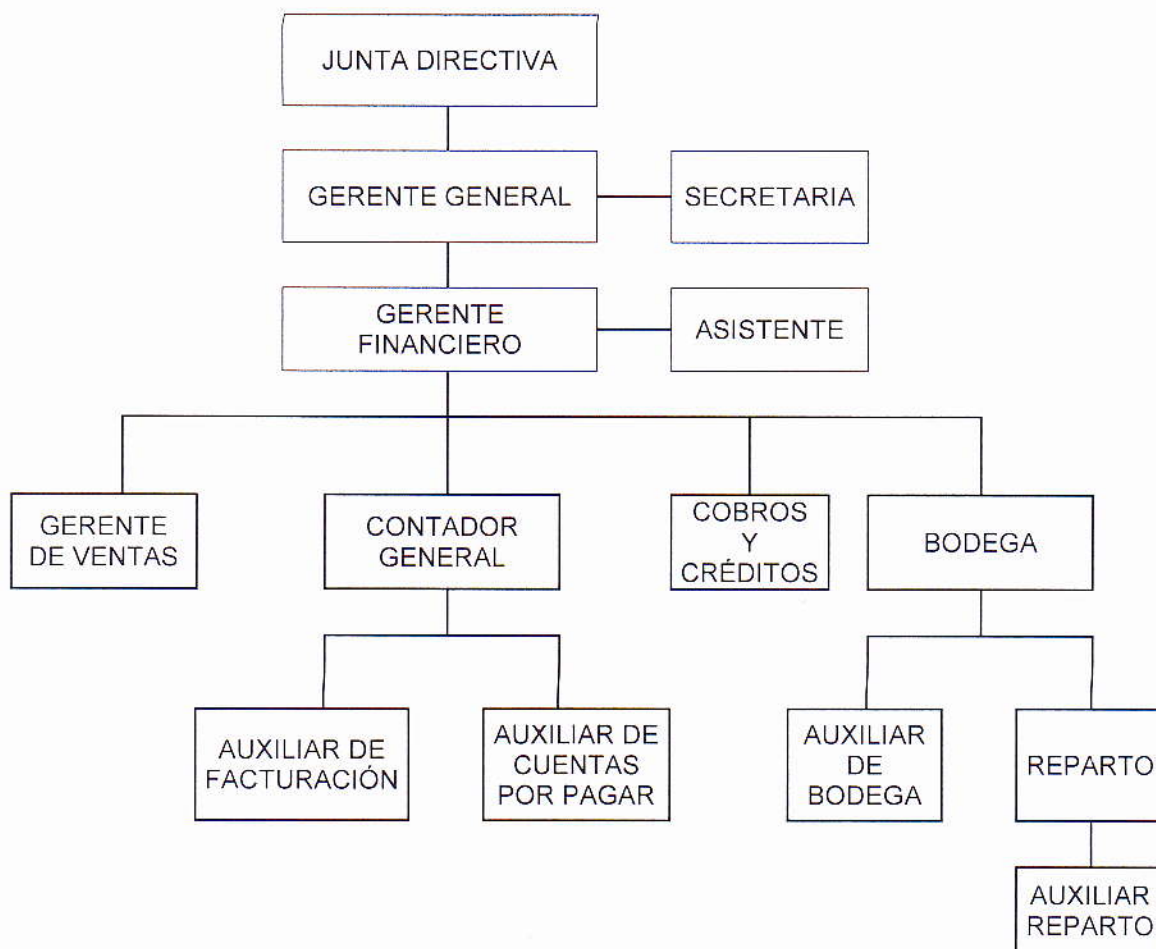 JUNTA DIRECTIVA
GERENTE GENERAL
SECRETARIA
GERENTE
FINANCIERO
ASISTENTE
GERENTE
DE VENTAS
CONTADOR
GENERAL
COBROS
Y
CRÉDITOS
BODEGA
AUXILIAR DE
FACTURACIÓN
AUXILIAR DE
CUENTAS
POR PAGAR
AUXILIAR
DE
BODEGA
REPARTO
AUXILIAR
REPARTO